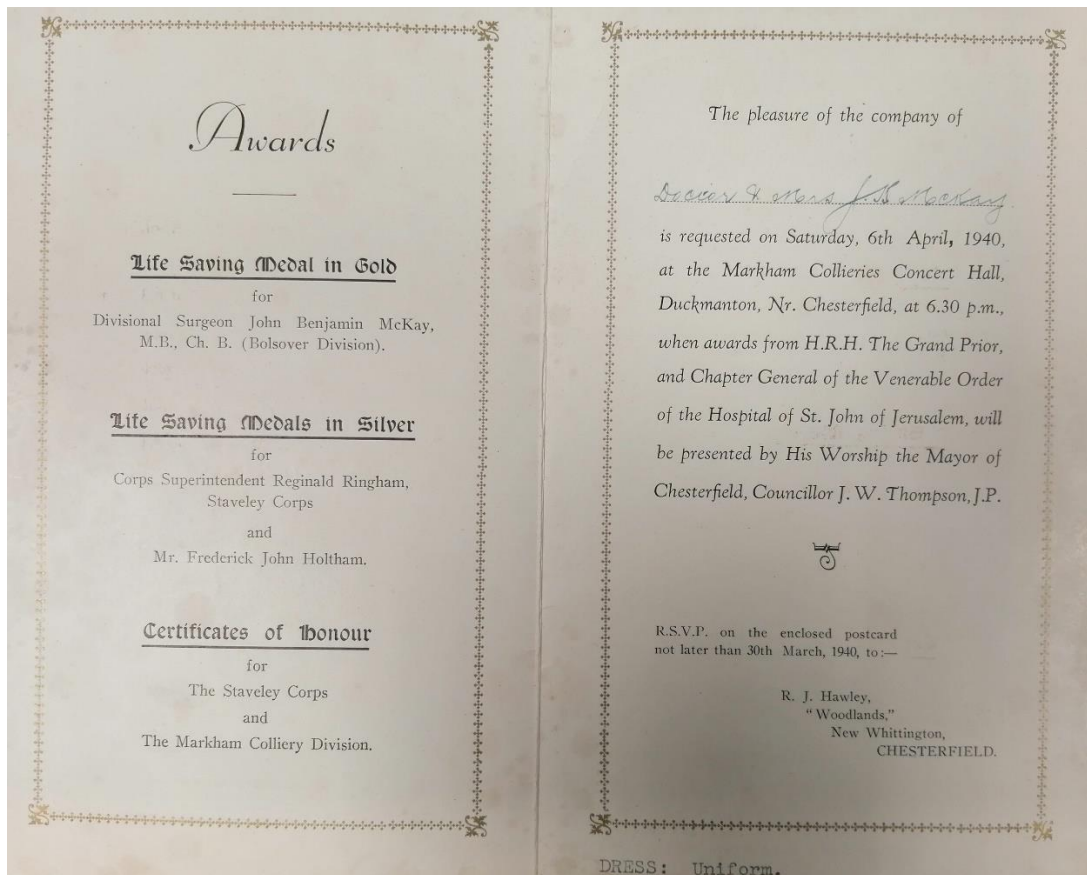 Awards
Life Saving Medal in Gold
for
Divisional Surgeon John Benjamin McKay,
M.B., Ch. B. (Bolsover Division).
Life Saving Medals in Silver
for
Corps Superintendent Reginald Ringham,
Staveley Corps
and
Mr. Frederick John Holtham.
Certificates of Honour
for
The Staveley Corps
and
The Markham Colliery Division.
The pleasure of the company of
Doctor & Mrs J. B. McKay
is requested on Saturday, 6th April, 1940,
at the Markham Collieries Concert Hall,
Duckmanton, Nr. Chesterfield, at 6.30 p.m.,
when awards from H.R.H. The Grand Prior,
and Chapter General of the Venerable Order
of the Hospital of St. John of Jerusalem, will
be presented by His Worship the Mayor of
Chesterfield, Councillor J. W. Thompson, J.P.
R.S.V.P. on the enclosed postcard
not later than 30th March, 1940, to:—
R. J. Hawley,
"Woodlands,"
New Whittington,
CHESTERFIELD.
DRESS: Uniform.